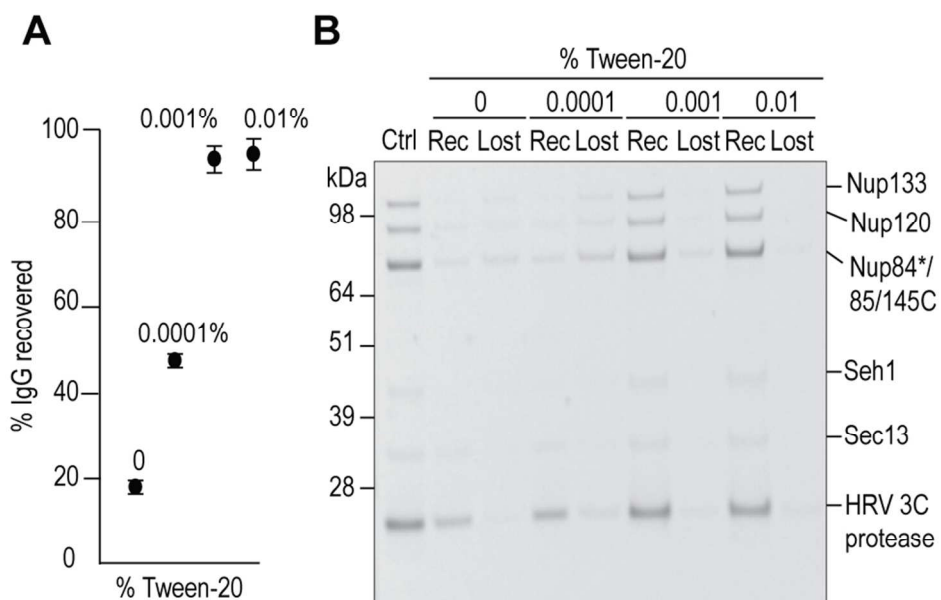 A
100
80
60
40
20
0
% IgG recovered
0.001%
0.01%
0.0001%
0
% Tween-20
B
% Tween-20
0 0.0001 0.001 0.01
Ctrl Rec Lost Rec Lost Rec Lost Rec Lost
kDa
98
64
51
39
28
Nup133
Nup120
Nup84*/
85/145C
Seh1
Sec13
HRV 3C
protease